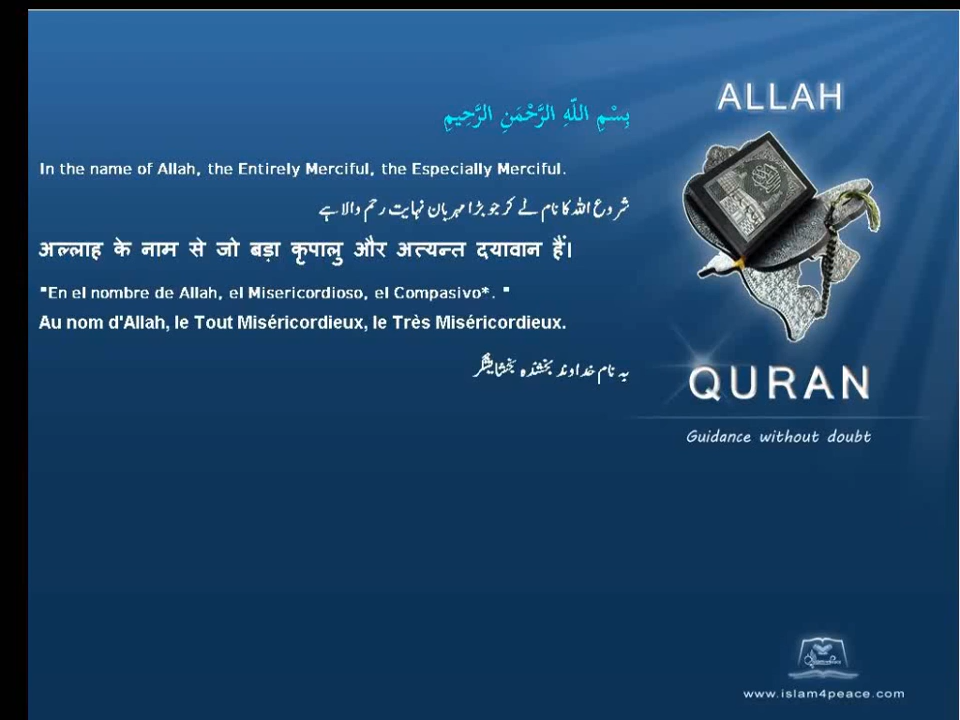 بِسْمِ اللَّهِ الرَّحْمَنِ الرَّحِيمِ
In the name of Allah, the Entirely Merciful, the Especially Merciful.
شروع الله کا نام لے کر جو بڑا مہربان نہایت رحم والا ہے
अल्लाह के नाम से जो बड़ा कृपालु और अत्यन्त दयावान हैं।
"En el nombre de Allah, el Misericordioso, el Compasivo*. "
Au nom d'Allah, le Tout Miséricordieux, le Très Miséricordieux.
به نام خداوند بخشنده بخشایشگر
ALLAH
QURAN
Guidance without doubt
www.islam4peace.com